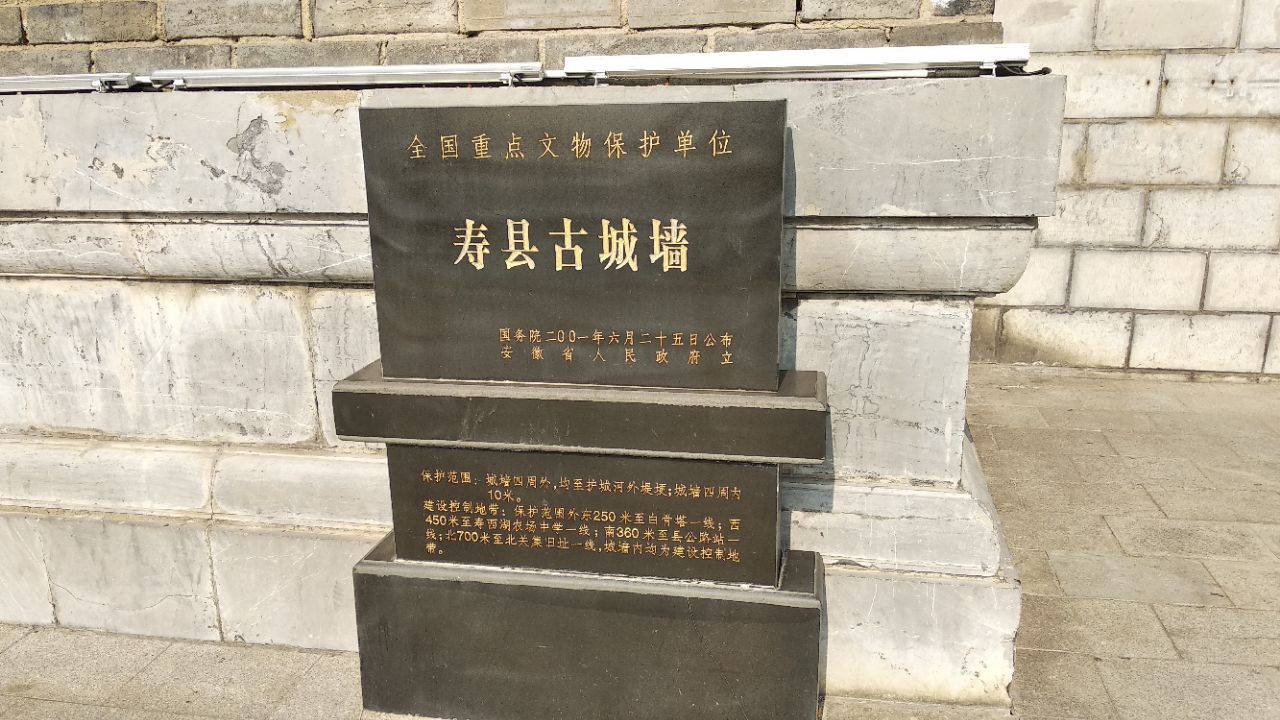 全国重点文物保护单位
寿县古城墙
国务院二00一年六月二十五日公布
安徽省人民政府立
保护范围：城墙四周外,均至护城河外堤埂;城墙四周内
10米。
建设控制地带：保护范围外东250米至白骨塔一线；西
450米至寿西湖农场中学一线；南360米至县公路站一
线;北700米至北关集旧址一线,城墙内均为建设控制地
带。